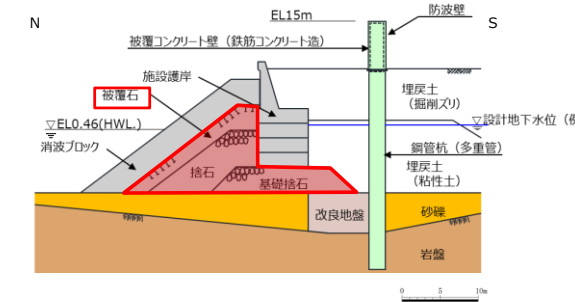 N
S
防波壁
EL15m
被覆コンクリート壁（鉄筋コンクリート造）
施設護岸
被覆石
埋戻土
（掘削ズリ）
▽EL0.46(HWL.)
▽設計地下水位（
消波ブロック
鋼管杭（多重管）
埋戻土
（粘性土）
捨石
基礎捨石
改良地盤
砂礫
岩盤
0 5 10m